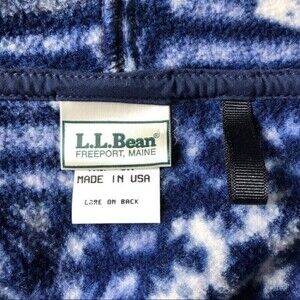 L.L.Bean®
FREEPORT, MAINE
MADE IN USA
CARE ON BACK